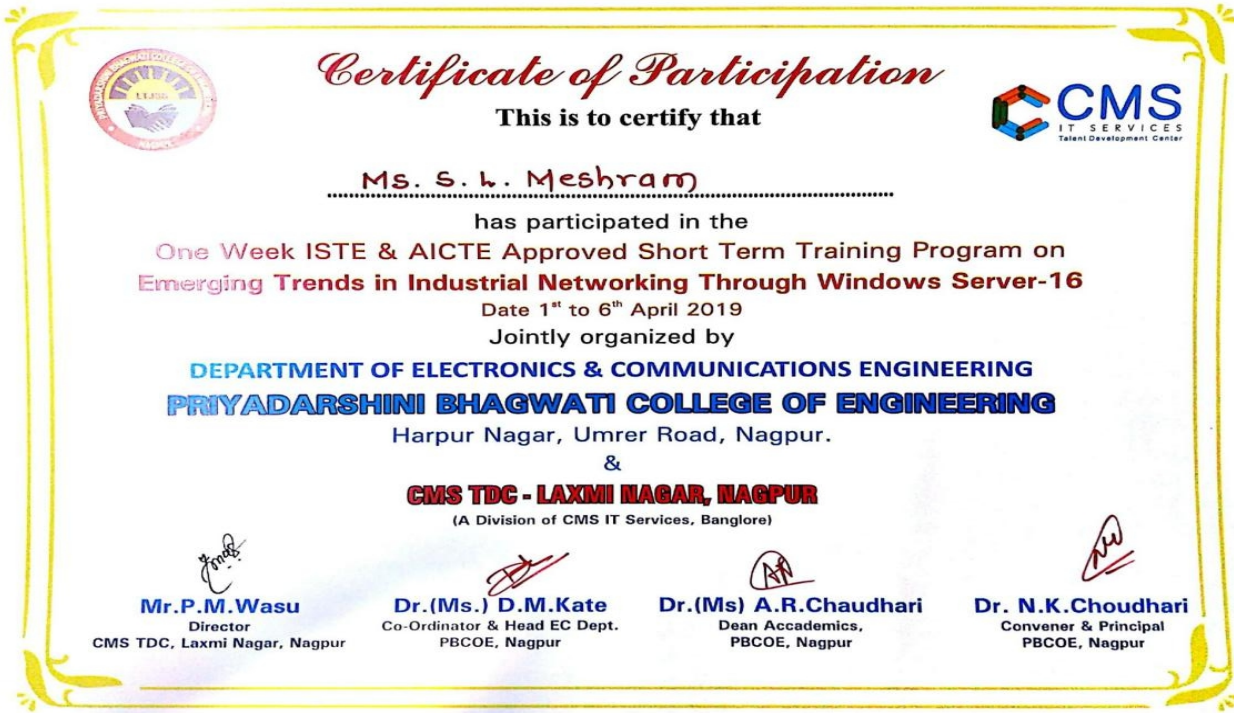 Certificate of Participation
This is to certify that
CMS
IT SERVICES
Talent Development Center
Ms. S. L. Meshram
has participated in the
One Week ISTE & AICTE Approved Short Term Training Program on
Emerging Trends in Industrial Networking Through Windows Server-16
Date 1st to 6th April 2019
Jointly organized by
DEPARTMENT OF ELECTRONICS & COMMUNICATIONS ENGINEERING
PRIYADARSHINI BHAGWATI COLLEGE OF ENGINEERING
Harpur Nagar, Umrer Road, Nagpur.
&
CMS TDC - LAXMI NAGAR, NAGPUR
(A Division of CMS IT Services, Banglore)
Mr.P.M.Wasu
Director
CMS TDC, Laxmi Nagar, Nagpur
Dr.(Ms.) D.M.Kate
Co-Ordinator & Head EC Dept.
PBCOE, Nagpur
Dr.(Ms) A.R.Chaudhari
Dean Accademics,
PBCOE, Nagpur
Dr. N.K.Choudhari
Convener & Principal
PBCOE, Nagpur